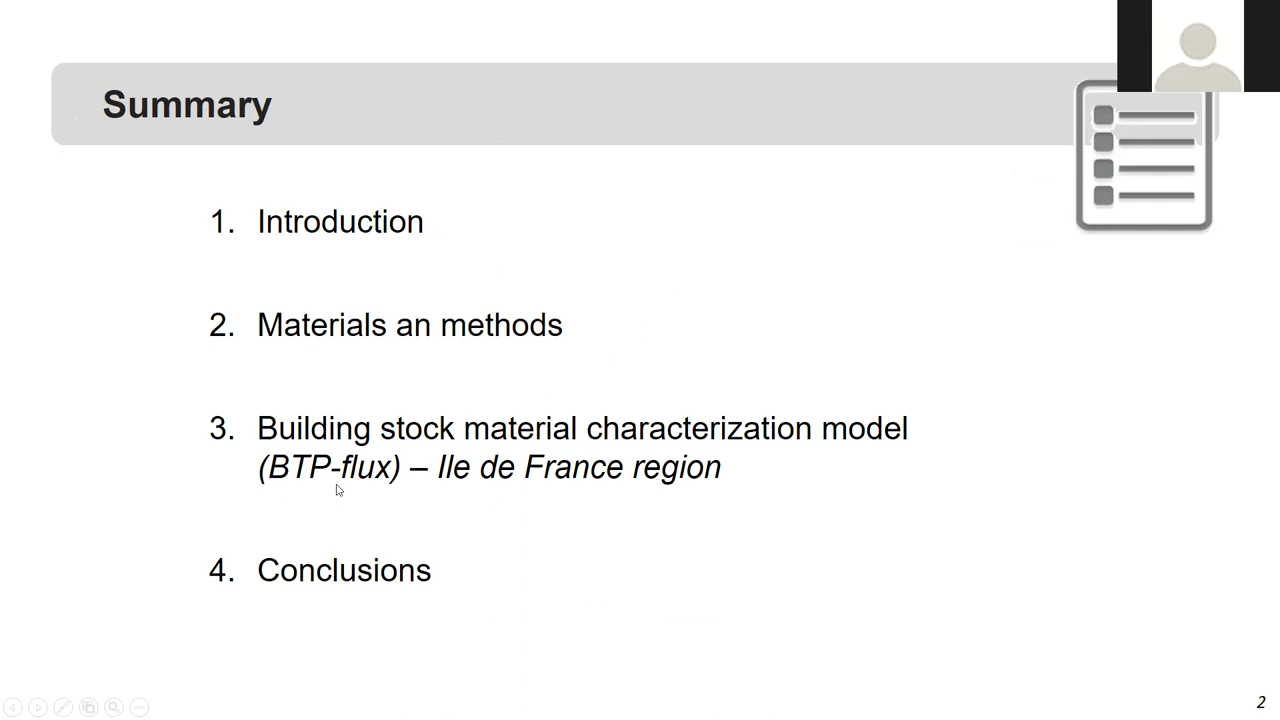 Summary
1. Introduction
2. Materials an methods
3. Building stock material characterization model
(BTP-flux) – Ile de France region
4. Conclusions
2